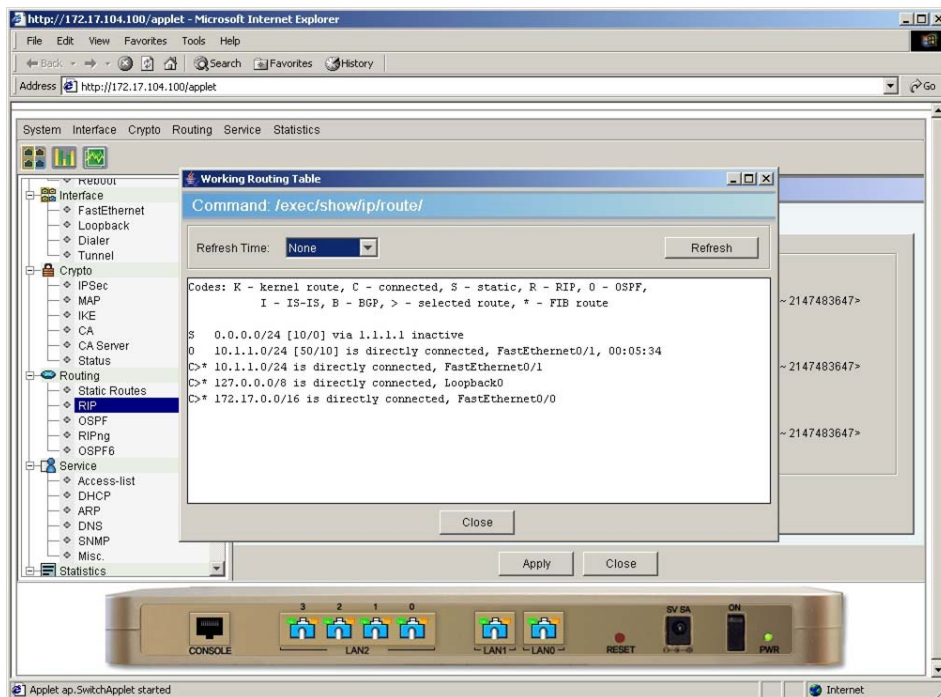 http://172.17.104.100/applet - Microsoft Internet Explorer
File Edit View Favorites Tools Help
Back Search Favorites History
Address http://172.17.104.100/applet Go
System Interface Crypto Routing Service Statistics
Reboot
Interface
FastEthernet
Loopback
Dialer
Tunnel
Crypto
IPSec
MAP
IKE
CA
CA Server
Status
Routing
Static Routes
RIP
OSPF
RIPng
OSPF6
Service
Access-list
DHCP
ARP
DNS
SNMP
Misc.
Statistics
Working Routing Table
Command: /exec/show/ip/route/
Refresh Time: None Refresh
Codes: K - kernel route, C - connected, S - static, R - RIP, O - OSPF,
I - IS-IS, B - BGP, > - selected route, * - FIB route
S 0.0.0.0/24 [10/0] via 1.1.1.1 inactive
O 10.1.1.0/24 [50/10] is directly connected, FastEthernet0/1, 00:05:34
C>* 10.1.1.0/24 is directly connected, FastEthernet0/1
C>* 127.0.0.0/8 is directly connected, Loopback0
C>* 172.17.0.0/16 is directly connected, FastEthernet0/0
Close
~ 2147483647>
~ 2147483647>
~ 2147483647>
Apply Close
CONSOLE
3 2 1 0
LAN2
LAN1 LAN0
RESET
5V 5A
ON
PWR
Applet ap.SwitchApplet started Internet